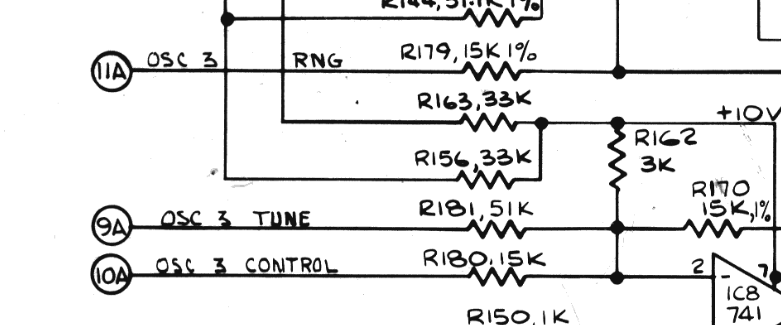 R144, 51.1K 1%
11A OSC 3 RNG R179, 15K 1%
R163, 33K +10V
R162
3K
R156, 33K
R170
15K, 1%
9A OSC 3 TUNE R181, 51K
10A OSC 3 CONTROL R180, 15K
2 - 7
IC8
741
R150, 1K